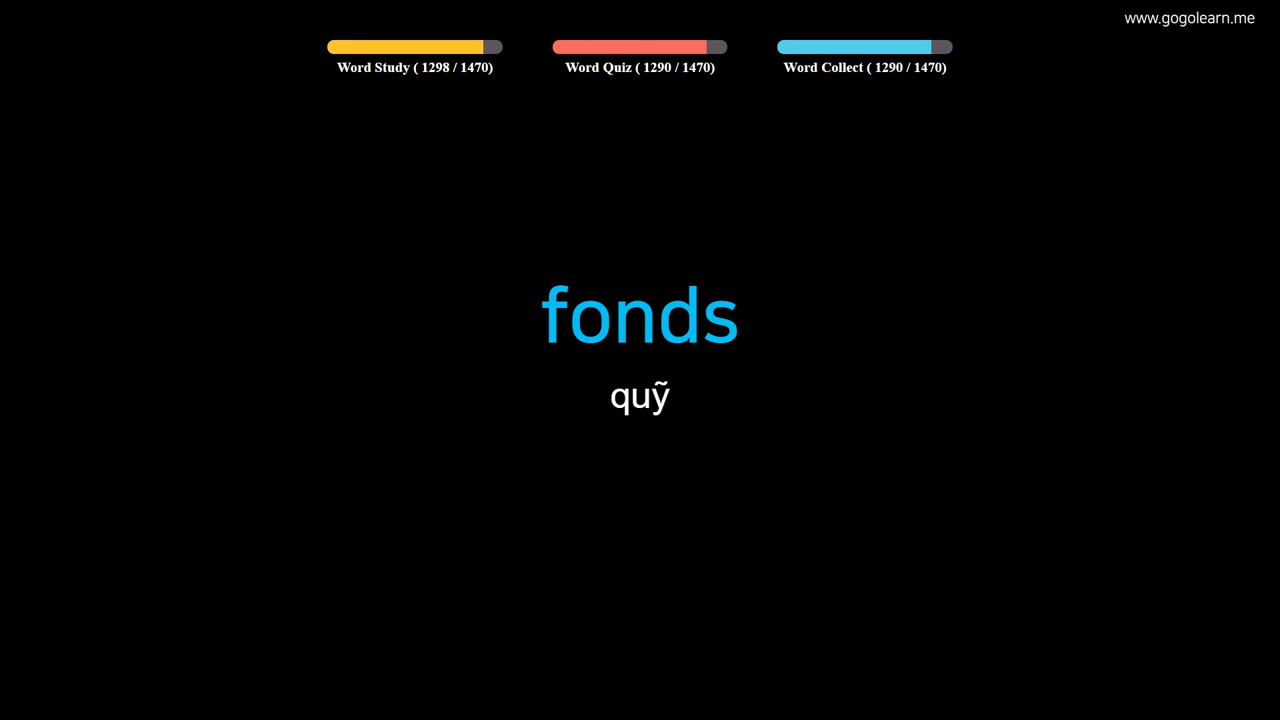 www.gogolearn.me
Word Study ( 1298 / 1470)
Word Quiz ( 1290 / 1470)
Word Collect ( 1290 / 1470)
fonds
quỹ